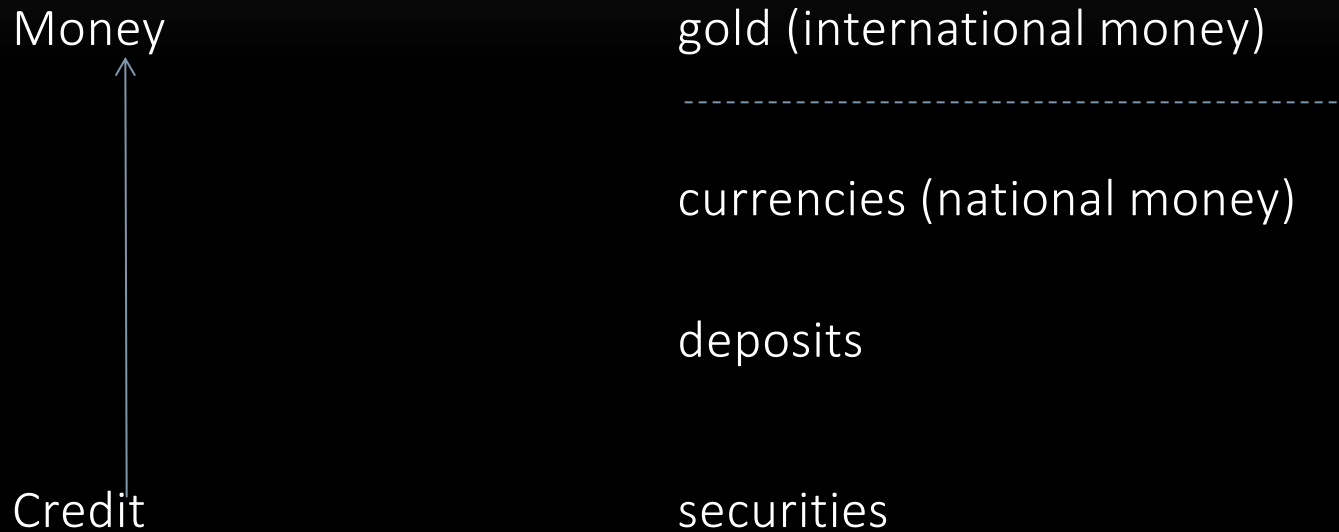 Money
gold (international money)
currencies (national money)
deposits
Credit
securities